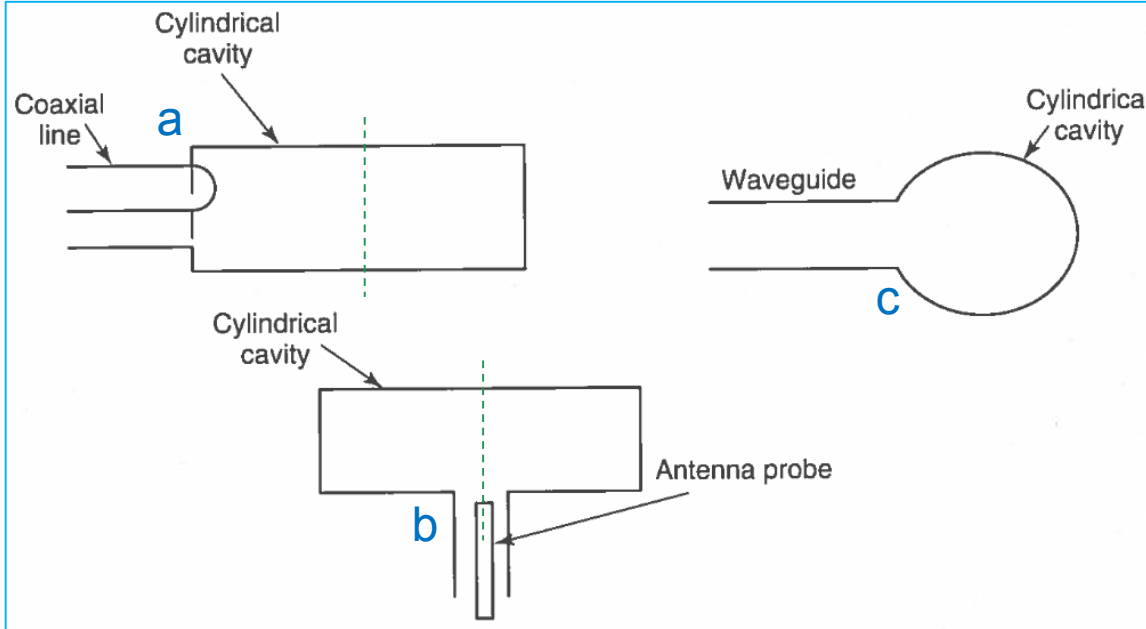 Cylindrical
cavity
Coaxial
line
a
Cylindrica
cavity
Waveguide
c
Cylindrical
cavity
Antenna probe
b